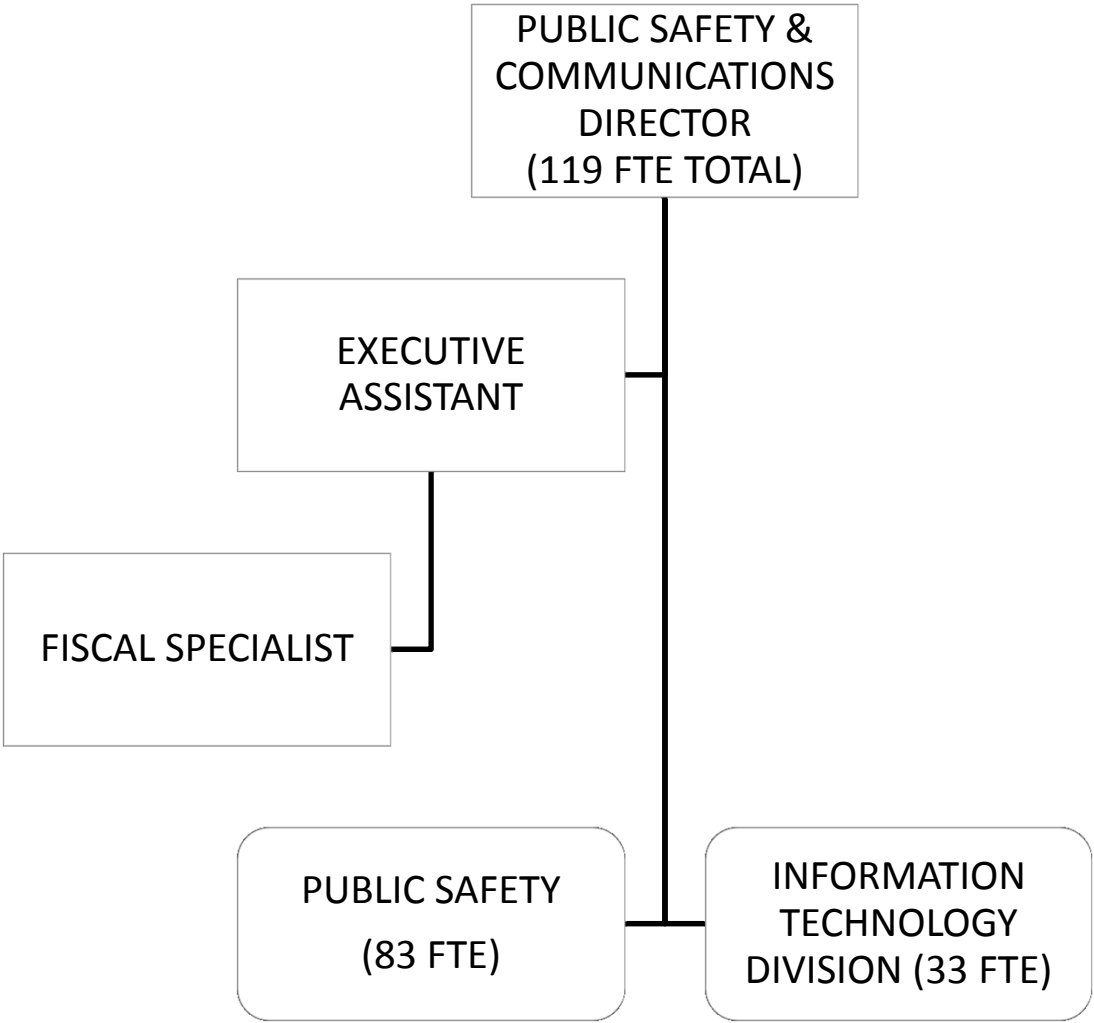 PUBLIC SAFETY &
COMMUNICATIONS
DIRECTOR
(119 FTE TOTAL)
EXECUTIVE
ASSISTANT
FISCAL SPECIALIST
PUBLIC SAFETY
(83 FTE)
INFORMATION
TECHNOLOGY
DIVISION (33 FTE)